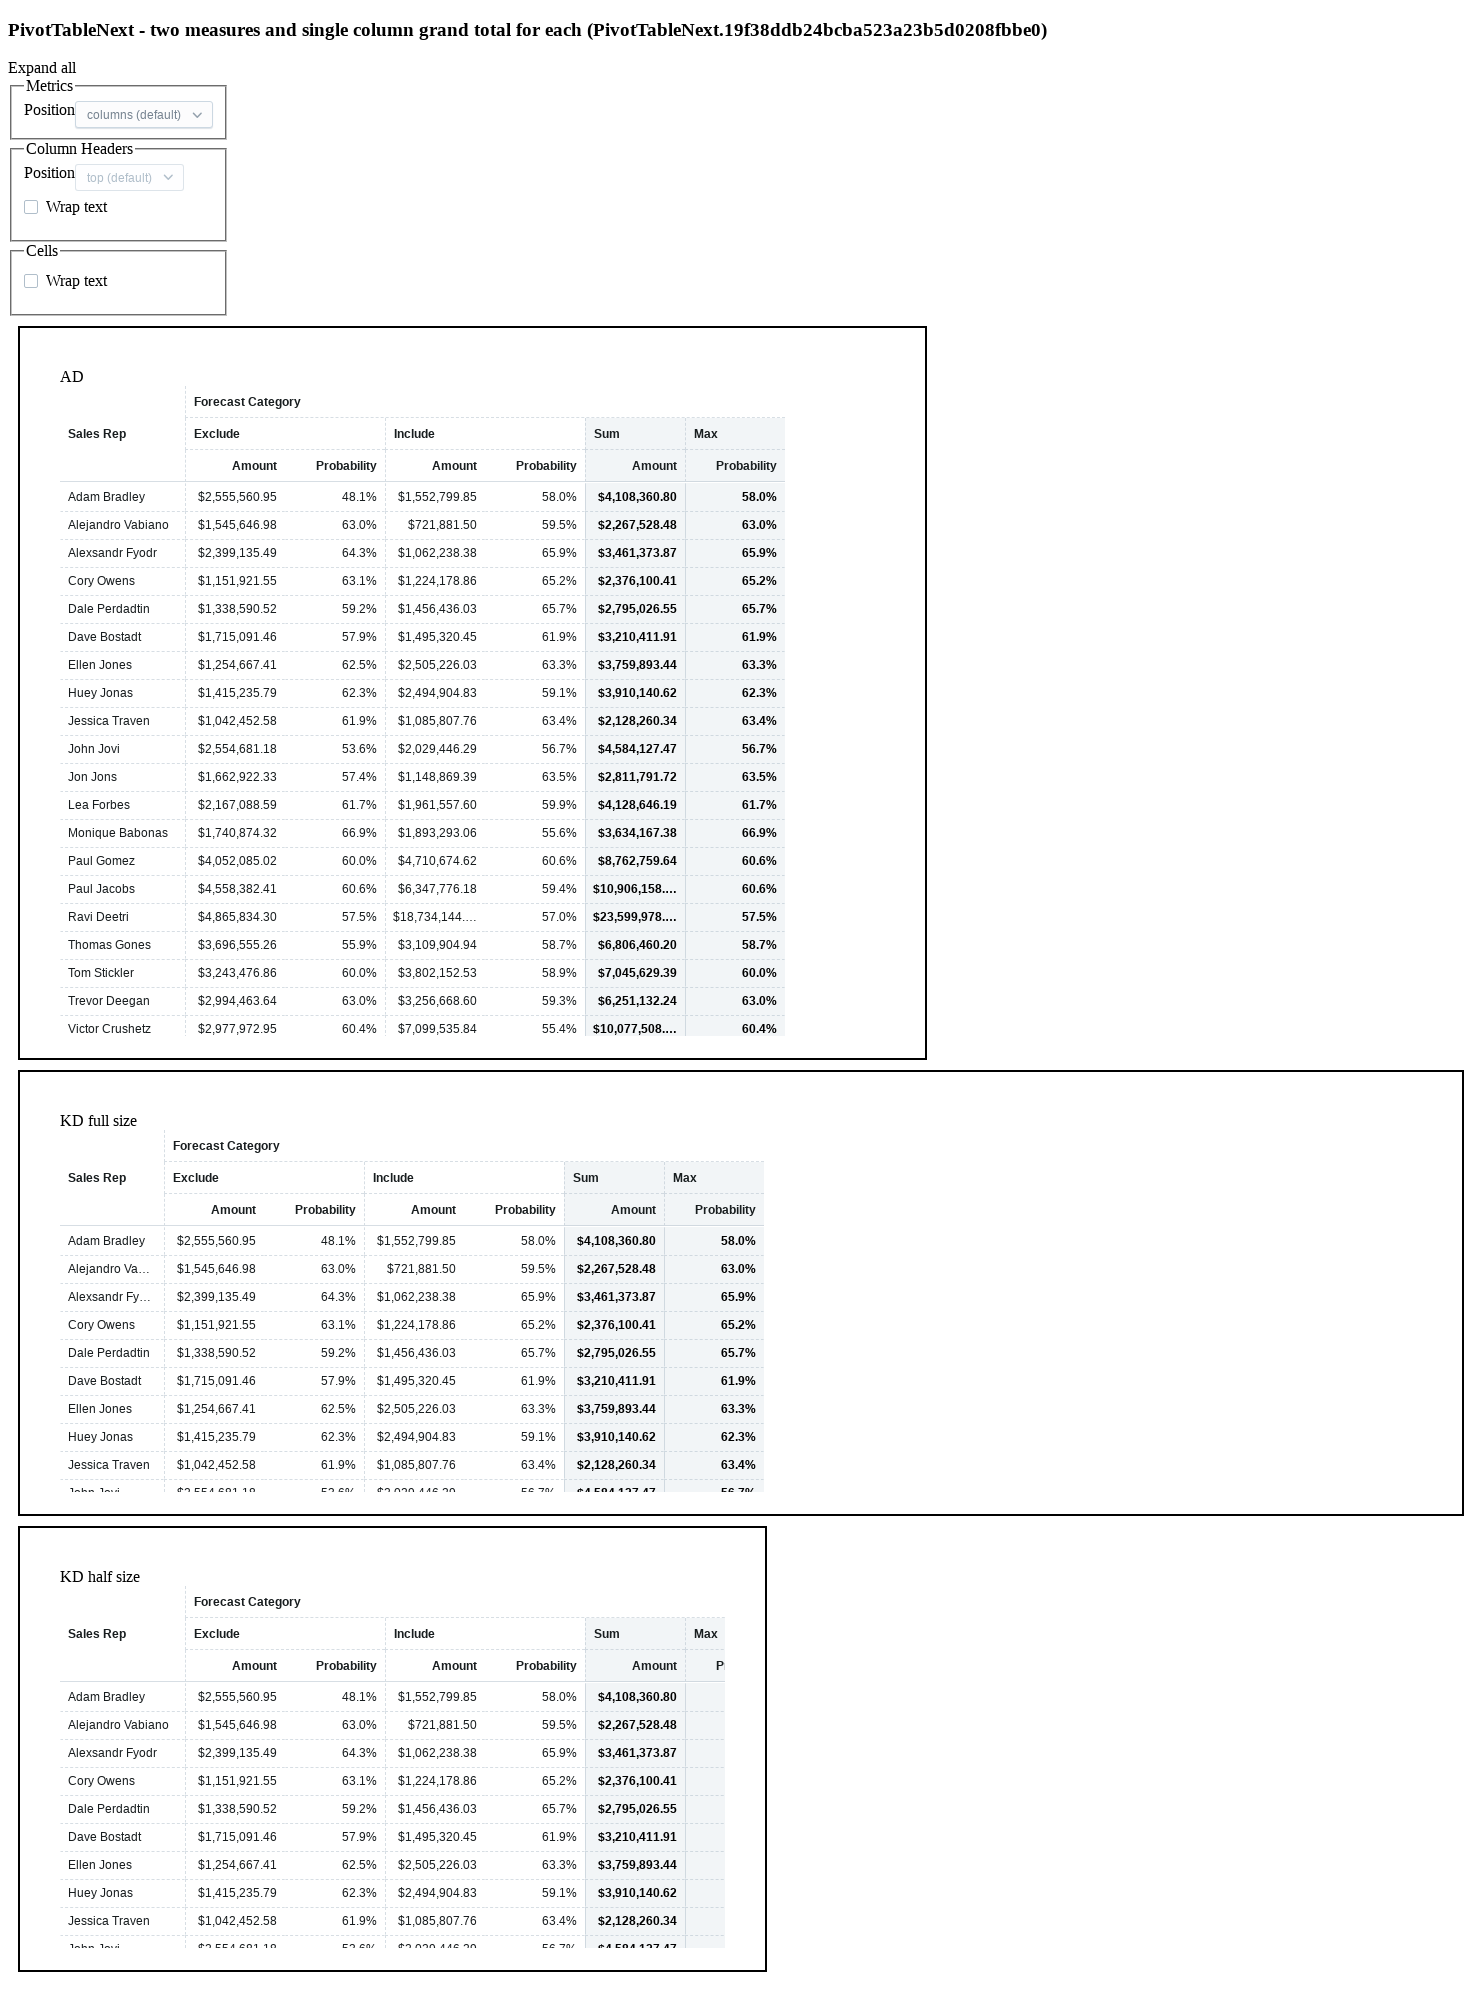 PivotTableNext - two measures and single column grand total for each (PivotTableNext.19f38ddb24bcba523a23b5d0208fbbe0)
Expand all
Metrics
Position columns (default)
Column Headers
Position top (default)
Wrap text
Cells
Wrap text
AD
Forecast Category
Sales Rep Exclude Include Sum Max
Amount Probability Amount Probability Amount Probability
Adam Bradley $2,555,560.95 48.1% $1,552,799.85 58.0% $4,108,360.80 58.0%
Alejandro Vabiano $1,545,646.98 63.0% $721,881.50 59.5% $2,267,528.48 63.0%
Alexsandr Fyodr $2,399,135.49 64.3% $1,062,238.38 65.9% $3,461,373.87 65.9%
Cory Owens $1,151,921.55 63.1% $1,224,178.86 65.2% $2,376,100.41 65.2%
Dale Perdadtin $1,338,590.52 59.2% $1,456,436.03 65.7% $2,795,026.55 65.7%
Dave Bostadt $1,715,091.46 57.9% $1,495,320.45 61.9% $3,210,411.91 61.9%
Ellen Jones $1,254,667.41 62.5% $2,505,226.03 63.3% $3,759,893.44 63.3%
Huey Jonas $1,415,235.79 62.3% $2,494,904.83 59.1% $3,910,140.62 62.3%
Jessica Traven $1,042,452.58 61.9% $1,085,807.76 63.4% $2,128,260.34 63.4%
John Jovi $2,554,681.18 53.6% $2,029,446.29 56.7% $4,584,127.47 56.7%
Jon Jons $1,662,922.33 57.4% $1,148,869.39 63.5% $2,811,791.72 63.5%
Lea Forbes $2,167,088.59 61.7% $1,961,557.60 59.9% $4,128,646.19 61.7%
Monique Babonas $1,740,874.32 66.9% $1,893,293.06 55.6% $3,634,167.38 66.9%
Paul Gomez $4,052,085.02 60.0% $4,710,674.62 60.6% $8,762,759.64 60.6%
Paul Jacobs $4,558,382.41 60.6% $6,347,776.18 59.4% $10,906,158.… 60.6%
Ravi Deetri $4,865,834.30 57.5% $18,734,144.… 57.0% $23,599,978.… 57.5%
Thomas Gones $3,696,555.26 55.9% $3,109,904.94 58.7% $6,806,460.20 58.7%
Tom Stickler $3,243,476.86 60.0% $3,802,152.53 58.9% $7,045,629.39 60.0%
Trevor Deegan $2,994,463.64 63.0% $3,256,668.60 59.3% $6,251,132.24 63.0%
Victor Crushetz $2,977,972.95 60.4% $7,099,535.84 55.4% $10,077,508.… 60.4%
KD full size
Forecast Category
Sales Rep Exclude Include Sum Max
Amount Probability Amount Probability Amount Probability
Adam Bradley $2,555,560.95 48.1% $1,552,799.85 58.0% $4,108,360.80 58.0%
Alejandro Va… $1,545,646.98 63.0% $721,881.50 59.5% $2,267,528.48 63.0%
Alexsandr Fy… $2,399,135.49 64.3% $1,062,238.38 65.9% $3,461,373.87 65.9%
Cory Owens $1,151,921.55 63.1% $1,224,178.86 65.2% $2,376,100.41 65.2%
Dale Perdadtin $1,338,590.52 59.2% $1,456,436.03 65.7% $2,795,026.55 65.7%
Dave Bostadt $1,715,091.46 57.9% $1,495,320.45 61.9% $3,210,411.91 61.9%
Ellen Jones $1,254,667.41 62.5% $2,505,226.03 63.3% $3,759,893.44 63.3%
Huey Jonas $1,415,235.79 62.3% $2,494,904.83 59.1% $3,910,140.62 62.3%
Jessica Traven $1,042,452.58 61.9% $1,085,807.76 63.4% $2,128,260.34 63.4%
John Jovi $2,554,681.18 53.6% $2,029,446.29 56.7% $4,584,127.47 56.7%
KD half size
Forecast Category
Sales Rep Exclude Include Sum Max
Amount Probability Amount Probability Amount
Adam Bradley $2,555,560.95 48.1% $1,552,799.85 58.0% $4,108,360.80
Alejandro Vabiano $1,545,646.98 63.0% $721,881.50 59.5% $2,267,528.48
Alexsandr Fyodr $2,399,135.49 64.3% $1,062,238.38 65.9% $3,461,373.87
Cory Owens $1,151,921.55 63.1% $1,224,178.86 65.2% $2,376,100.41
Dale Perdadtin $1,338,590.52 59.2% $1,456,436.03 65.7% $2,795,026.55
Dave Bostadt $1,715,091.46 57.9% $1,495,320.45 61.9% $3,210,411.91
Ellen Jones $1,254,667.41 62.5% $2,505,226.03 63.3% $3,759,893.44
Huey Jonas $1,415,235.79 62.3% $2,494,904.83 59.1% $3,910,140.62
Jessica Traven $1,042,452.58 61.9% $1,085,807.76 63.4% $2,128,260.34
John Jovi $2,554,681.18 53.6% $2,029,446.29 56.7% $4,584,127.47